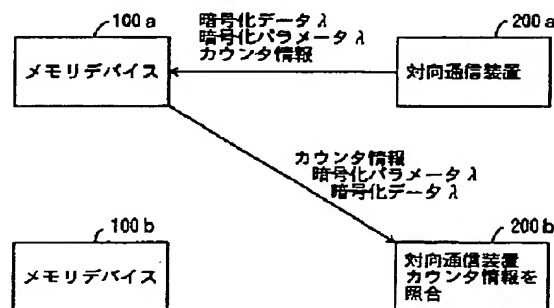 100a
メモリデバイス
暗号化データλ
暗号化パラメータλ
カウンタ情報
200a
対向通信装置
カウンタ情報
暗号化パラメータλ
暗号化データλ
100b
メモリデバイス
200b
対向通信装置
カウンタ情報を
照合